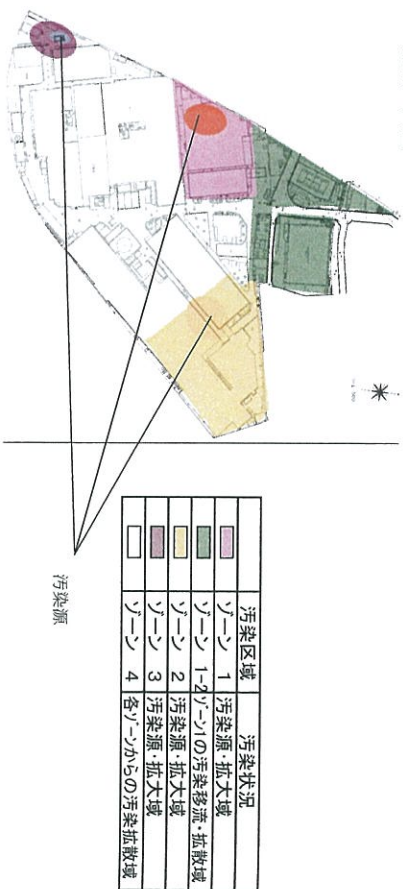 汚染区域 汚染状況
ゾーン 1 汚染源・拡大域
ゾーン 1-2 ゾーン1の汚染移流・拡散域
ゾーン 2 汚染源・拡大域
ゾーン 3 汚染源・拡大域
ゾーン 4 各ゾーンからの汚染拡散域
汚染源